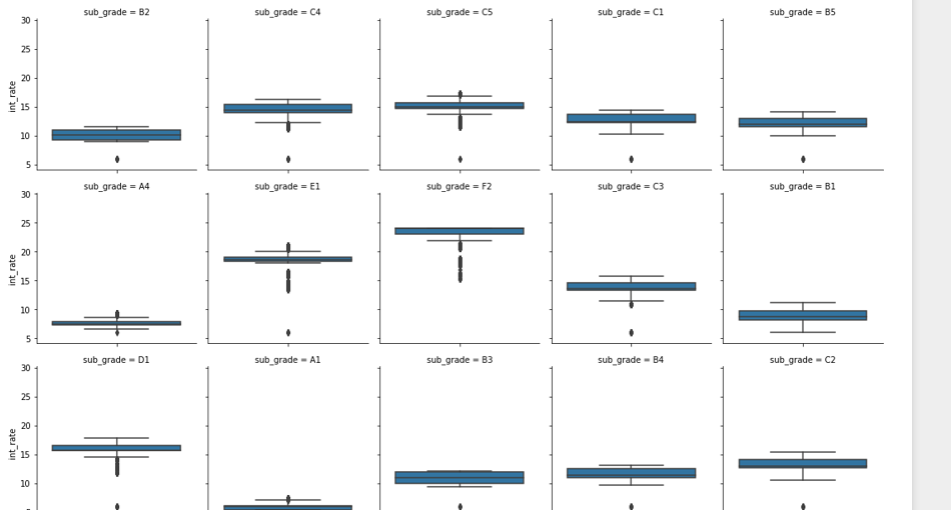 sub_grade = B2 sub_grade = C4 sub_grade = C5 sub_grade = C1 sub_grade = B5
30
25
20
15
10
5
int_rate
sub_grade = A4 sub_grade = E1 sub_grade = F2 sub_grade = C3 sub_grade = B1
30
25
20
15
10
5
int_rate
sub_grade = D1 sub_grade = A1 sub_grade = B3 sub_grade = B4 sub_grade = C2
30
25
20
15
10
int_rate